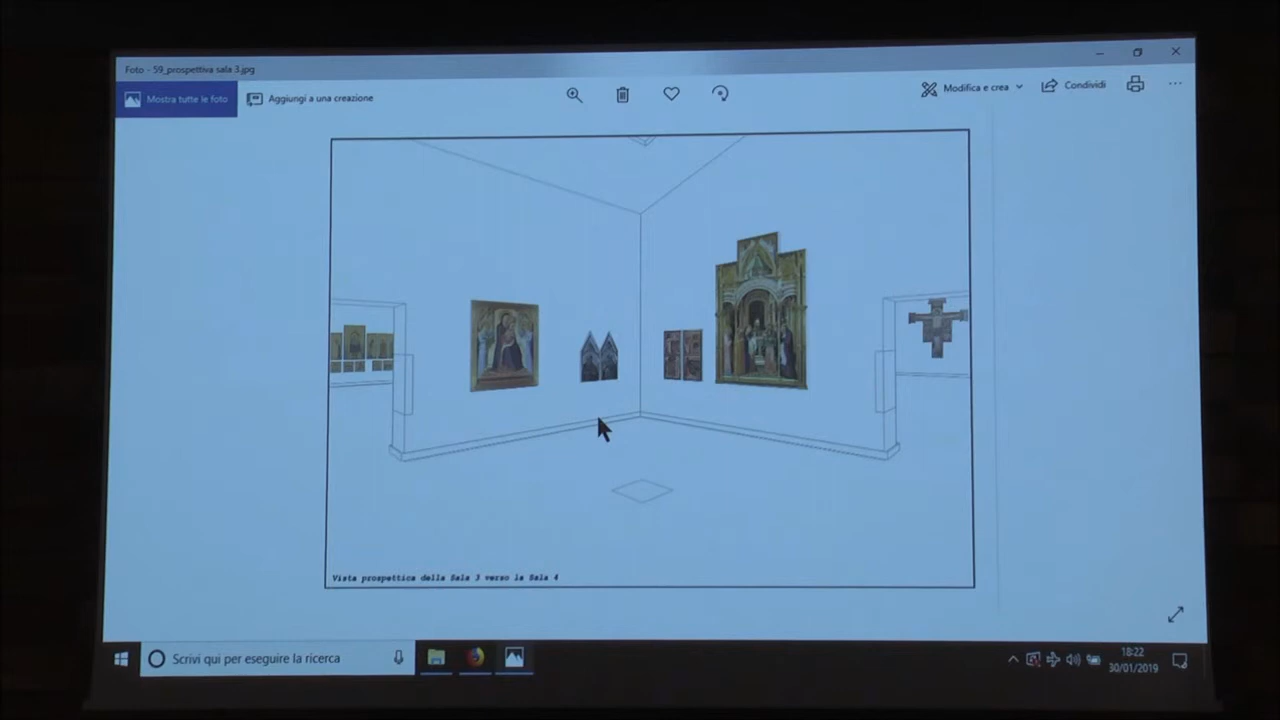 Foto - 59_prospettiva sala 3.jpg
Mostra tutte le foto
Aggiungi a una creazione
Modifica e crea
Condividi
Vista prospettica della Sala 3 verso la Sala 4
Scrivi qui per eseguire la ricerca
18:22
30/01/2019